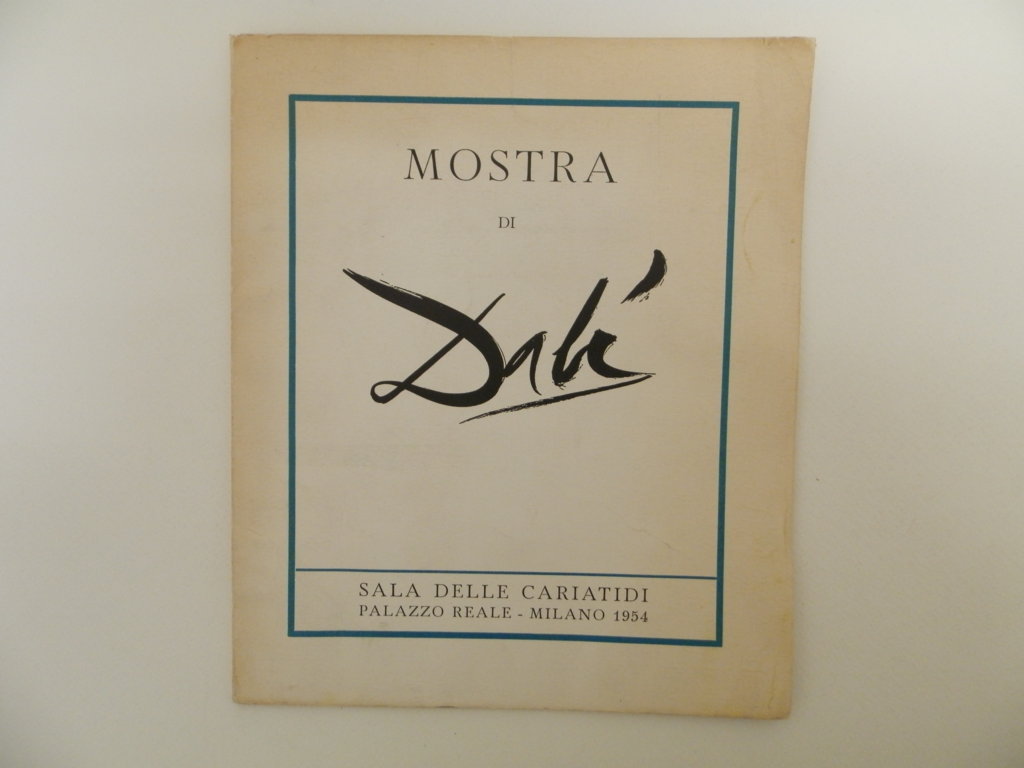 MOSTRA
DI
Dalí
SALA DELLE CARIATIDI
PALAZZO REALE - MILANO 1954